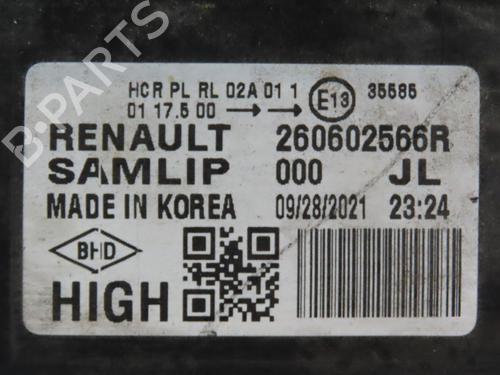 B-PARTS
HCR PL RL 02A 01 1 E13 35585
01 17.5 00
RENAULT 260602566R
SAMLIP 000 JL
MADE IN KOREA 09/28/2021 23:24
BHD
HIGH